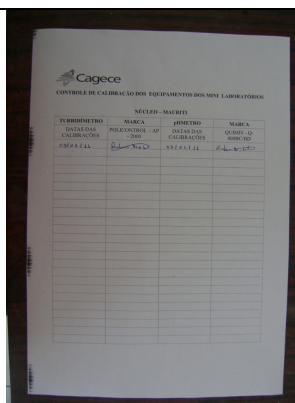 Cagece
CONTROLE DE CALIBRAÇÃO DOS EQUIPAMENTOS DOS MINI LABORATÓRIOS
NÚCLEO – MAURITI
TURBIDÍMETRO MARCA pHMETRO MARCA
DATAS DAS CALIBRAÇÕES POLICONTROL – AP - 2000 DATAS DAS CALIBRAÇÕES QUIMIS – Q-